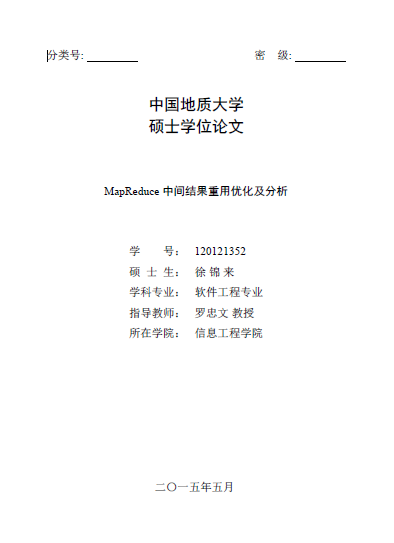 分类号: 密 级:
中国地质大学
硕士学位论文
MapReduce 中间结果重用优化及分析
学 号： 120121352
硕 士 生： 徐 锦 来
学科专业： 软件工程专业
指导教师： 罗忠文 教授
所在学院： 信息工程学院
二〇一五年五月